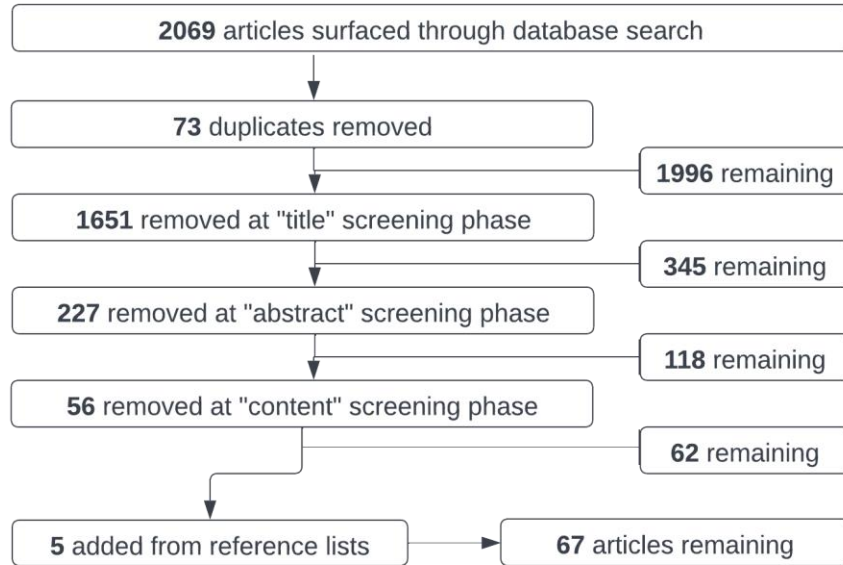 2069 articles surfaced through database search
73 duplicates removed
1996 remaining
1651 removed at "title" screening phase
345 remaining
227 removed at "abstract" screening phase
118 remaining
56 removed at "content" screening phase
62 remaining
5 added from reference lists
67 articles remaining